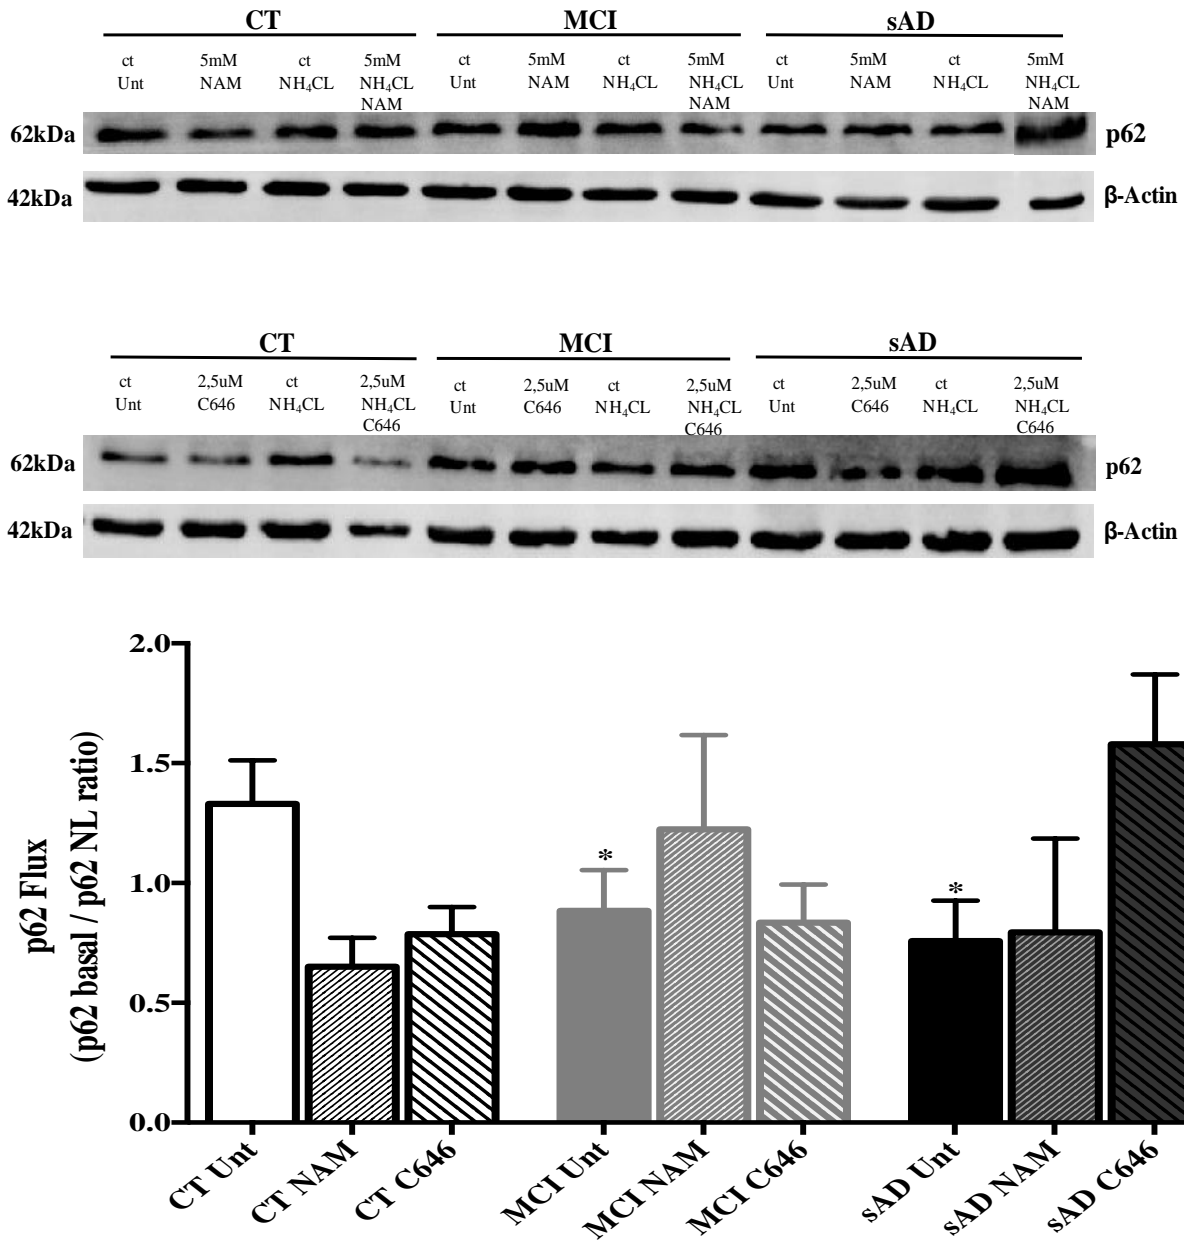 CT MCI sAD
ct 5mM ct 5mM ct 5mM ct 5mM ct 5mM ct 5mM
Unt NAM NH₄CL NH₄CL Unt NAM NH₄CL NH₄CL Unt NAM NH₄CL NH₄CL
NAM NAM NAM
62kDa p62
42kDa β-Actin
CT MCI sAD
ct 2,5uM ct 2,5uM ct 2,5uM ct 2,5uM ct 2,5uM ct 2,5uM
Unt C646 NH₄CL NH₄CL Unt C646 NH₄CL NH₄CL Unt C646 NH₄CL NH₄CL
C646 C646 C646
62kDa p62
42kDa β-Actin
p62 Flux
(p62 basal / p62 NL ratio)
2.0
1.5
1.0
0.5
0.0
*
*
CT Unt
CT NAM
CT C646
MCI Unt
MCI NAM
MCI C646
sAD Unt
sAD NAM
sAD C646